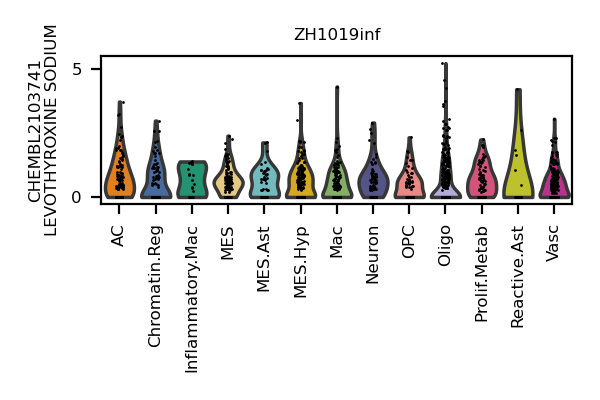 ZH1019inf
CHEMBL2103741
LEVOTHYROXINE SODIUM
5
0
AC
Chromatin.Reg
Inflammatory.Mac
MES
MES.Ast
MES.Hyp
Mac
Neuron
OPC
Oligo
Prolif.Metab
Reactive.Ast
Vasc